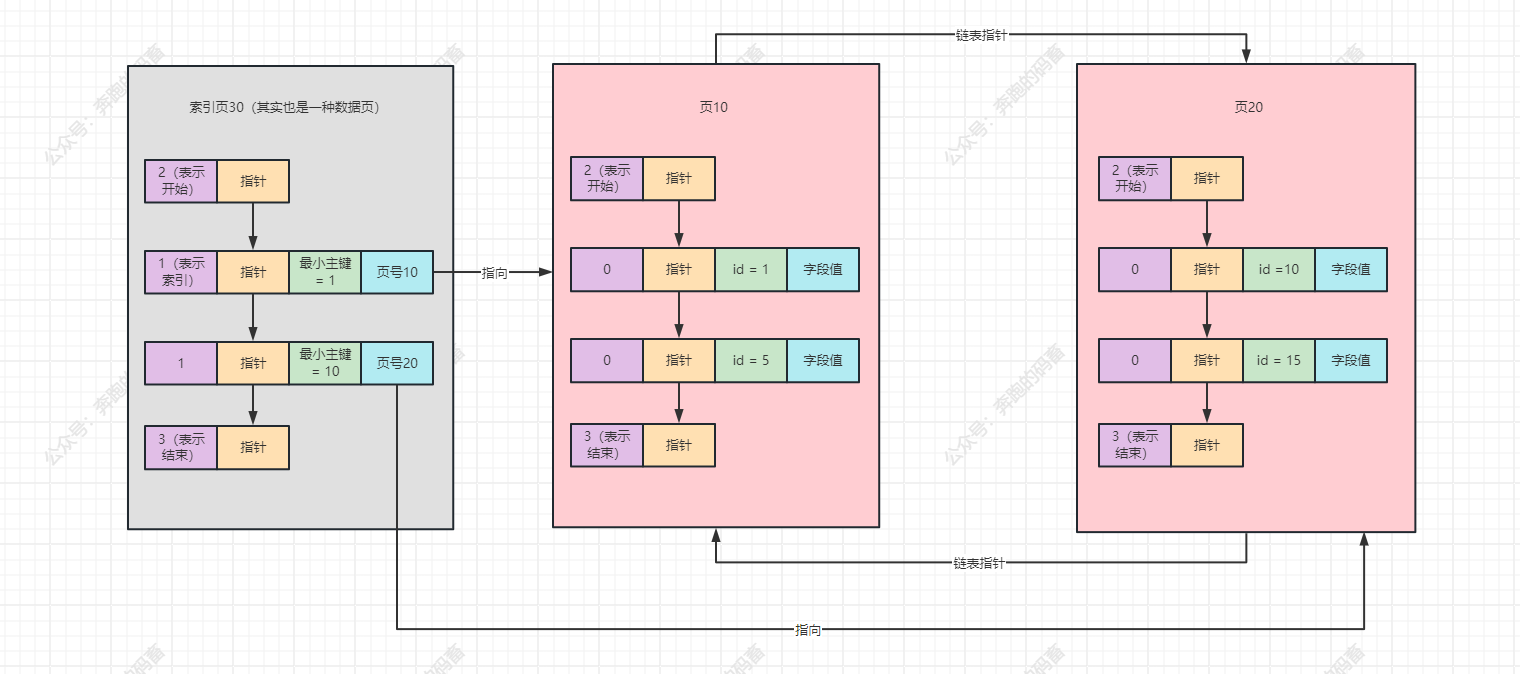 链表指针
索引页30（其实也是一种数据页）
页10
页20
2（表示
开始）
指针
2（表示
开始）
指针
2（表示
开始）
指针
1（表示
索引）
指针
最小主键
= 1
页号10
指向
0
指针
id = 1
字段值
0
指针
id =10
字段值
1
指针
最小主键
= 10
页号20
0
指针
id = 5
字段值
0
指针
id = 15
字段值
3（表示
结束）
指针
3（表示
结束）
指针
3（表示
结束）
指针
链表指针
指向
公众号：奔跑的码畜
公众号：奔跑的码畜
公众号：奔跑的码畜